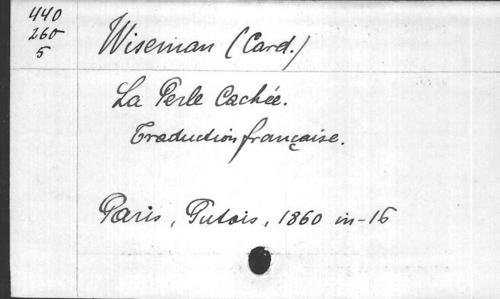 440
260
5
Wiseman (Card.)
La Perle Cachée.
Traduction française.
Paris, Putois, 1860 in-16